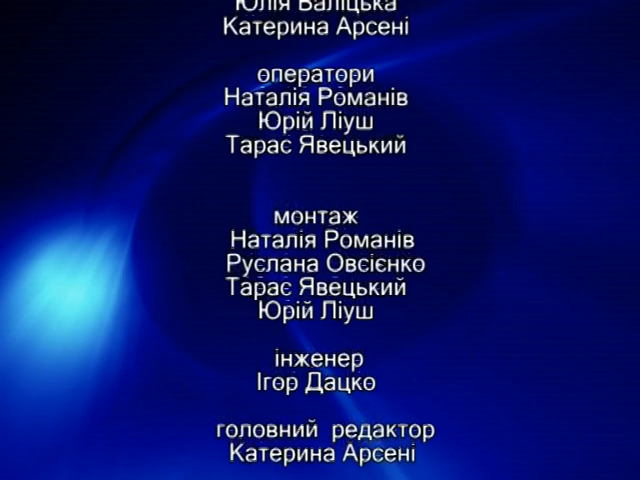 Юлія Валіцька
Катерина Арсені
оператори
Наталія Романів
Юрій Ліуш
Тарас Явецький
монтаж
Наталія Романів
Руслана Овсієнко
Тарас Явецький
Юрій Ліуш
інженер
Ігор Дацко
головний редактор
Катерина Арсені